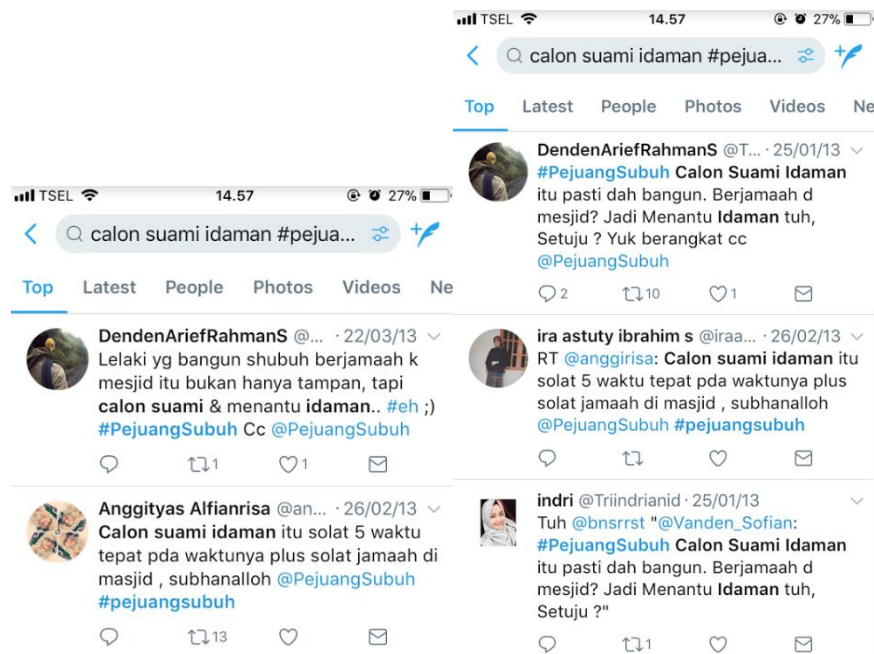 TSEL 14.57 27%
calon suami idaman #pejua...
Top Latest People Photos Videos Ne
DendenAriefRahmanS @... · 22/03/13
Lelaki yg bangun shubuh berjamaah k
mesjid itu bukan hanya tampan, tapi
calon suami & menantu idaman.. #eh ;)
#PejuangSubuh Cc @PejuangSubuh
1 1
Anggityas Alfianrisa @an... · 26/02/13
Calon suami idaman itu solat 5 waktu
tepat pda waktunya plus solat jamaah di
masjid , subhanalloh @PejuangSubuh
#pejuangsubuh
13
TSEL 14.57 27%
calon suami idaman #pejua...
Top Latest People Photos Videos Ne
DendenAriefRahmanS @T... · 25/01/13
#PejuangSubuh Calon Suami Idaman
itu pasti dah bangun. Berjamaah d
mesjid? Jadi Menantu Idaman tuh,
Setuju ? Yuk berangkat cc
@PejuangSubuh
2 10 1
ira astuty ibrahim s @iraa... · 26/02/13
RT @anggirisa: Calon suami idaman itu
solat 5 waktu tepat pda waktunya plus
solat jamaah di masjid , subhanalloh
@PejuangSubuh #pejuangsubuh
indri @Triindrianid · 25/01/13
Tuh @bnsrrst "@Vanden_Sofian:
#PejuangSubuh Calon Suami Idaman
itu pasti dah bangun. Berjamaah d
mesjid? Jadi Menantu Idaman tuh,
Setuju ?"
1